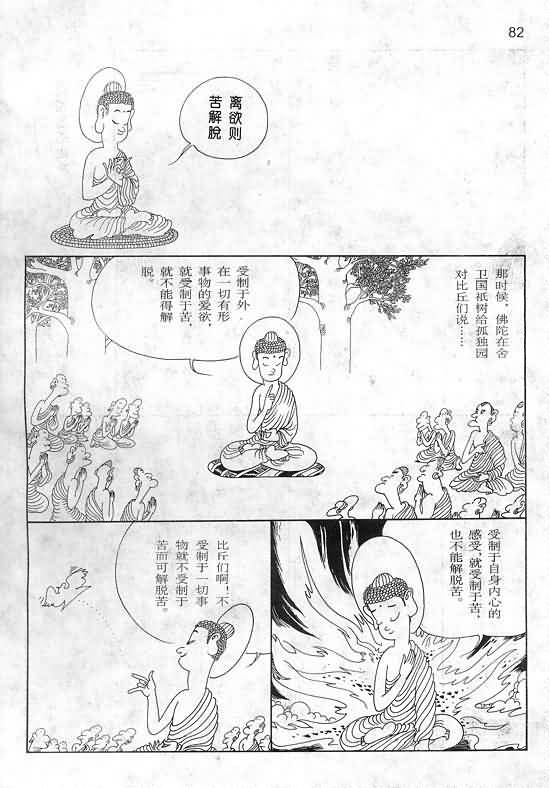 82
离欲则
苦解脱
那时候，佛陀在舍
卫国祇树给孤独园
对比丘们说……
受制于外
在一切有形
事物的爱欲，
就受制于苦，
就不能得解
脱。
受制于自身内心的
感受，就受制于苦，
也不能解脱苦。
比丘们啊！不
受制于一切事
物就不受制于
苦而可解脱苦。